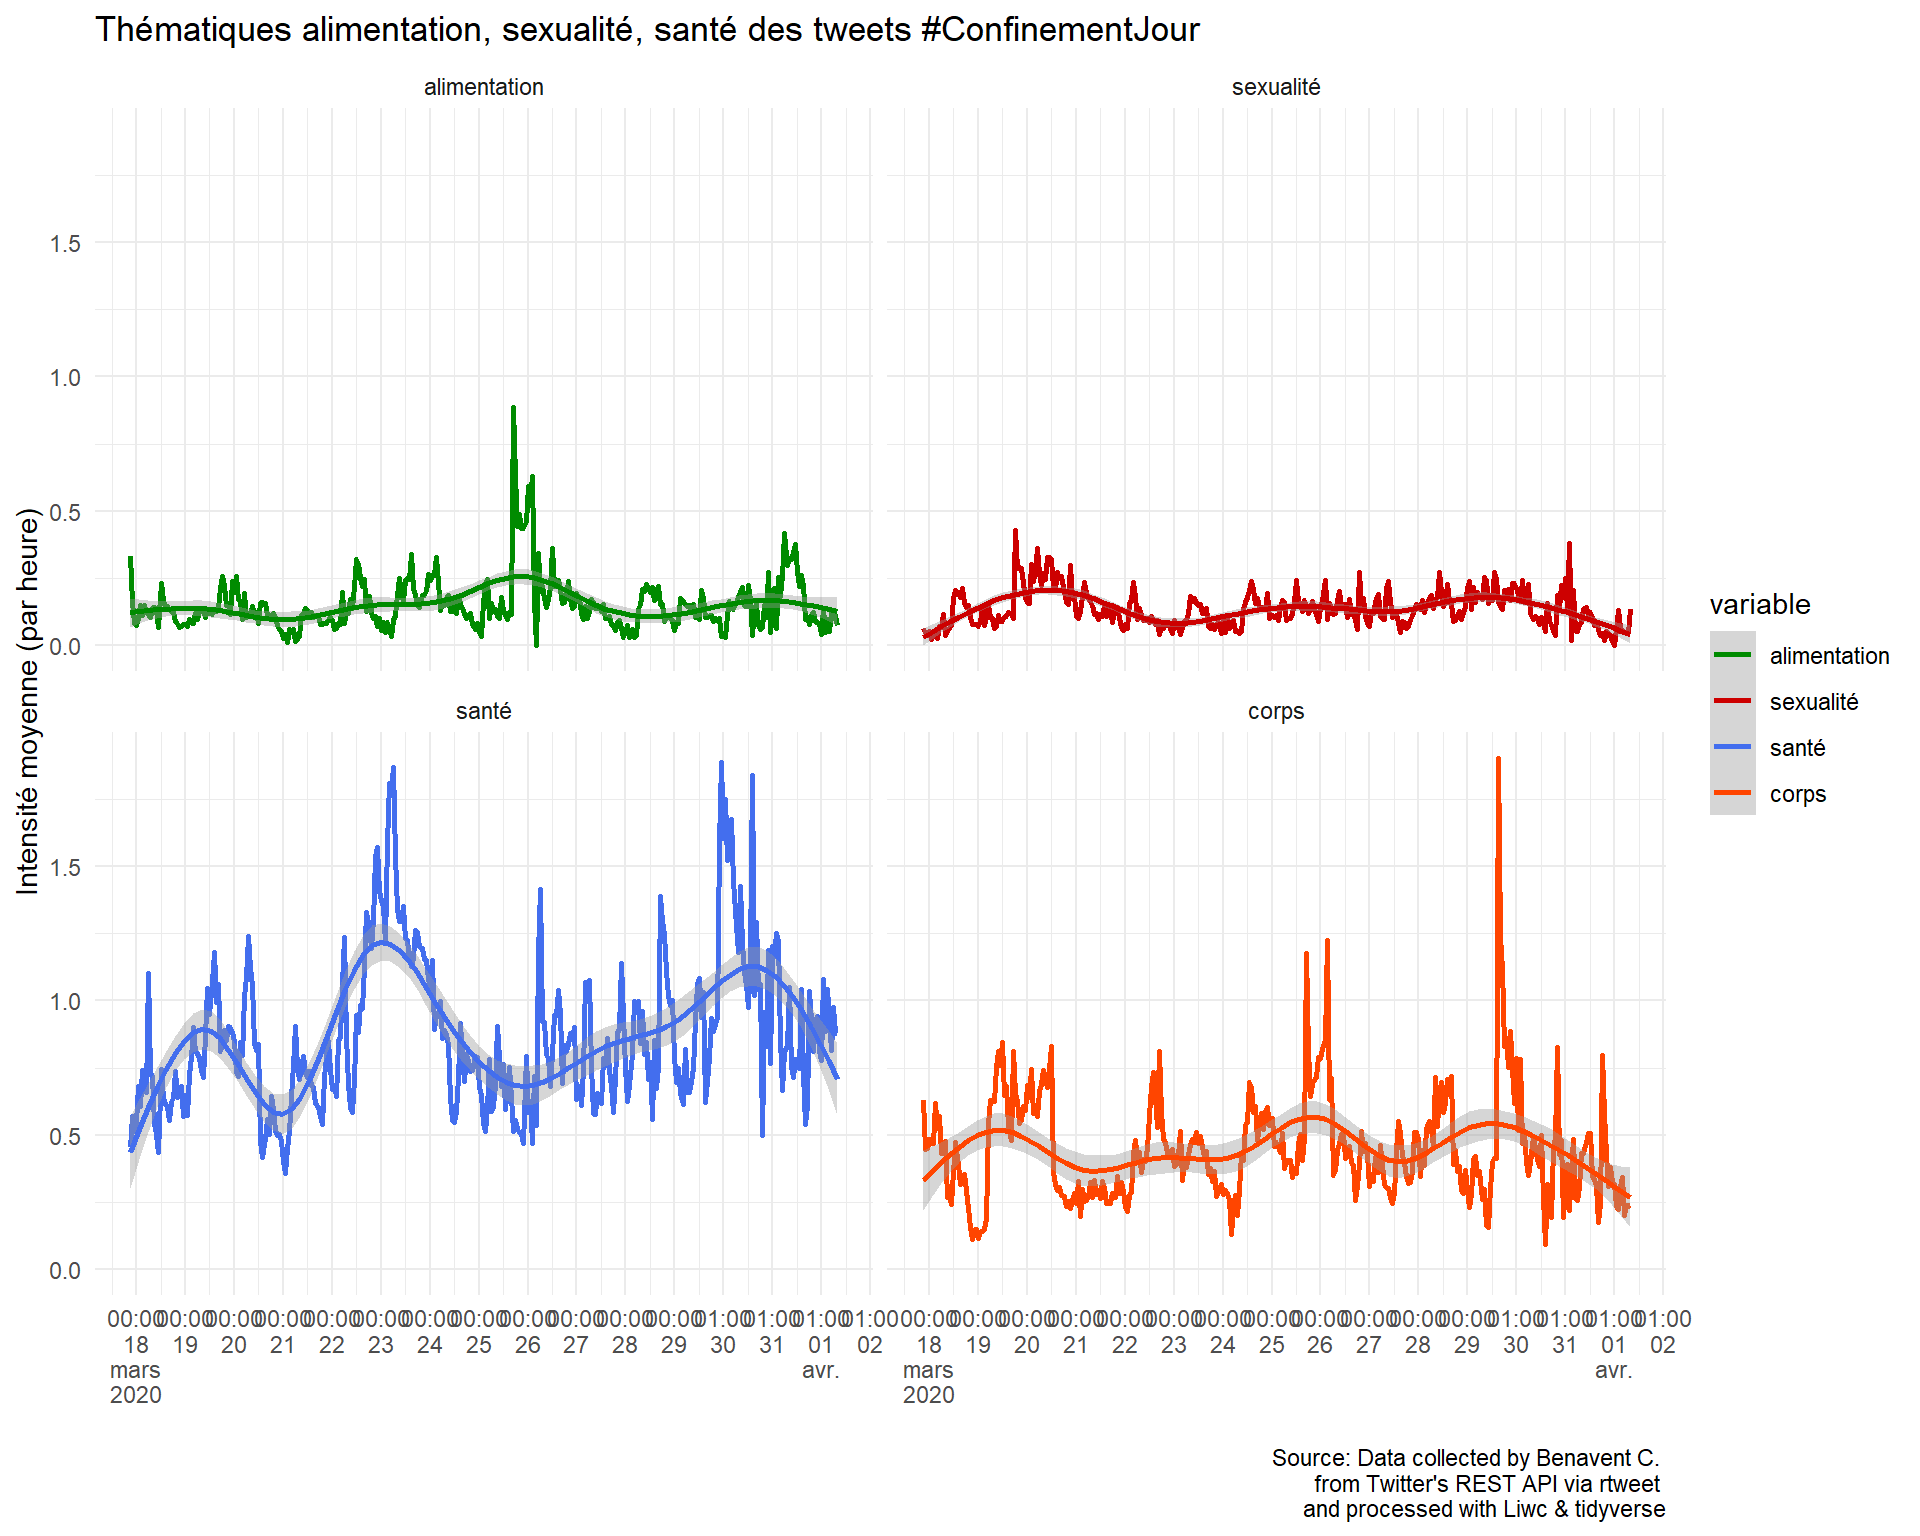 Thématiques alimentation, sexualité, santé des tweets #ConfinementJour
alimentation
sexualité
1.5
1.0
0.5
0.0
Intensité moyenne (par heure)
santé
corps
1.5
1.0
0.5
0.0
00:00 00:00 00:00 00:00 00:00 00:00 00:00 00:00 00:00 00:00 00:00 00:00 01:00 01:00 01:00 01:00
18 19 20 21 22 23 24 25 26 27 28 29 30 31 01 02
mars avr.
2020
00:00 00:00 00:00 00:00 00:00 00:00 00:00 00:00 00:00 00:00 00:00 00:00 01:00 01:00 01:00 01:00
18 19 20 21 22 23 24 25 26 27 28 29 30 31 01 02
mars avr.
2020
variable
alimentation
sexualité
santé
corps
Source: Data collected by Benavent C.
from Twitter's REST API via rtweet
and processed with Liwc & tidyverse